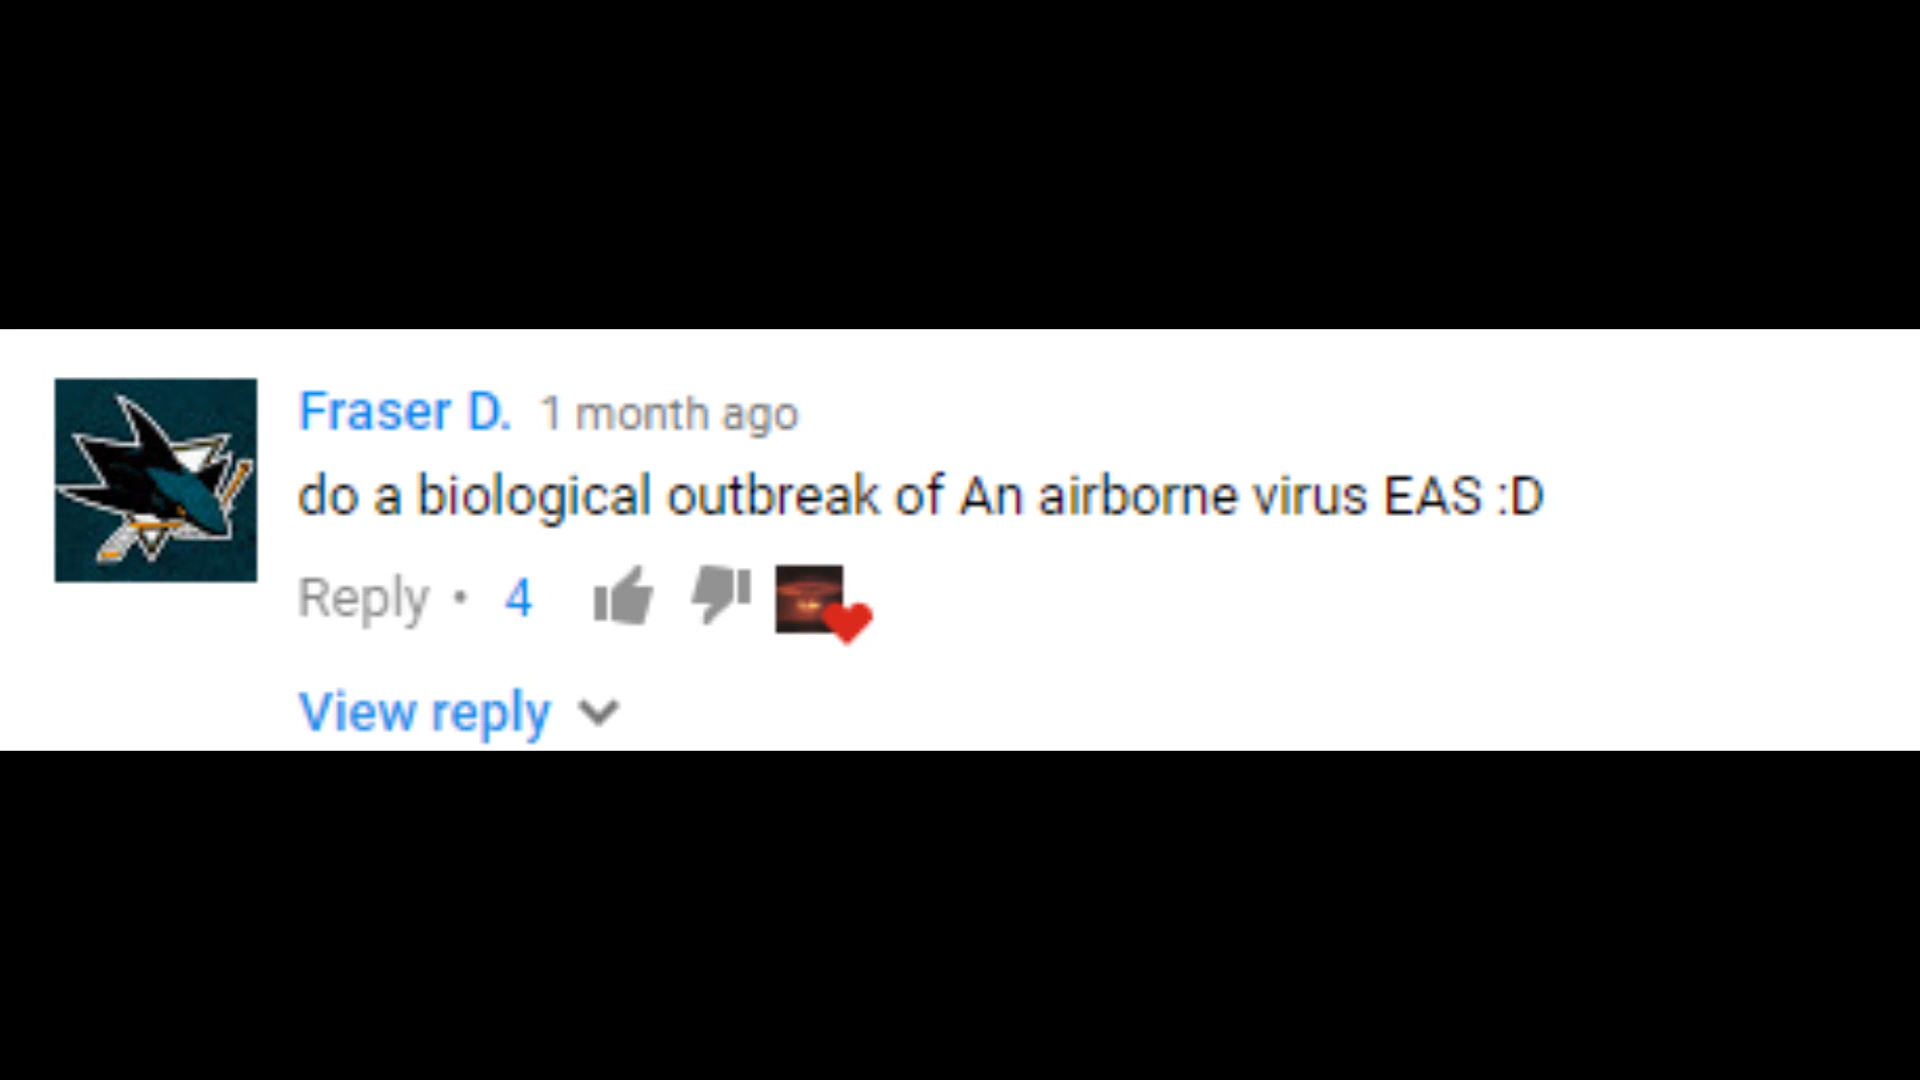 Fraser D. 1 month ago
do a biological outbreak of An airborne virus EAS :D
Reply • 4
View reply